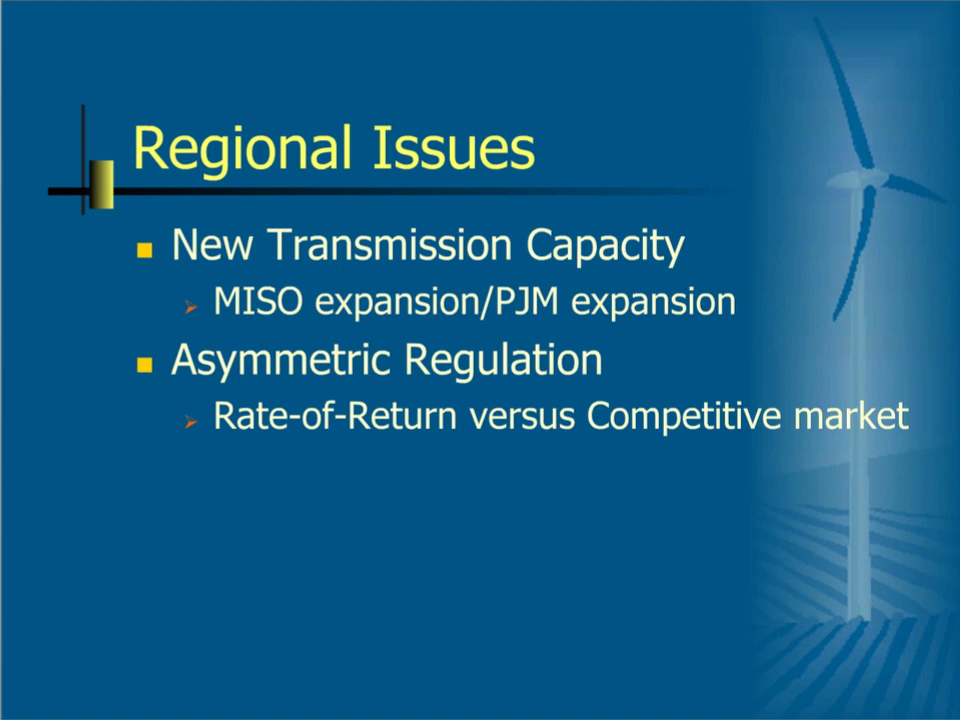 Regional Issues
New Transmission Capacity
MISO expansion/PJM expansion
Asymmetric Regulation
Rate-of-Return versus Competitive market